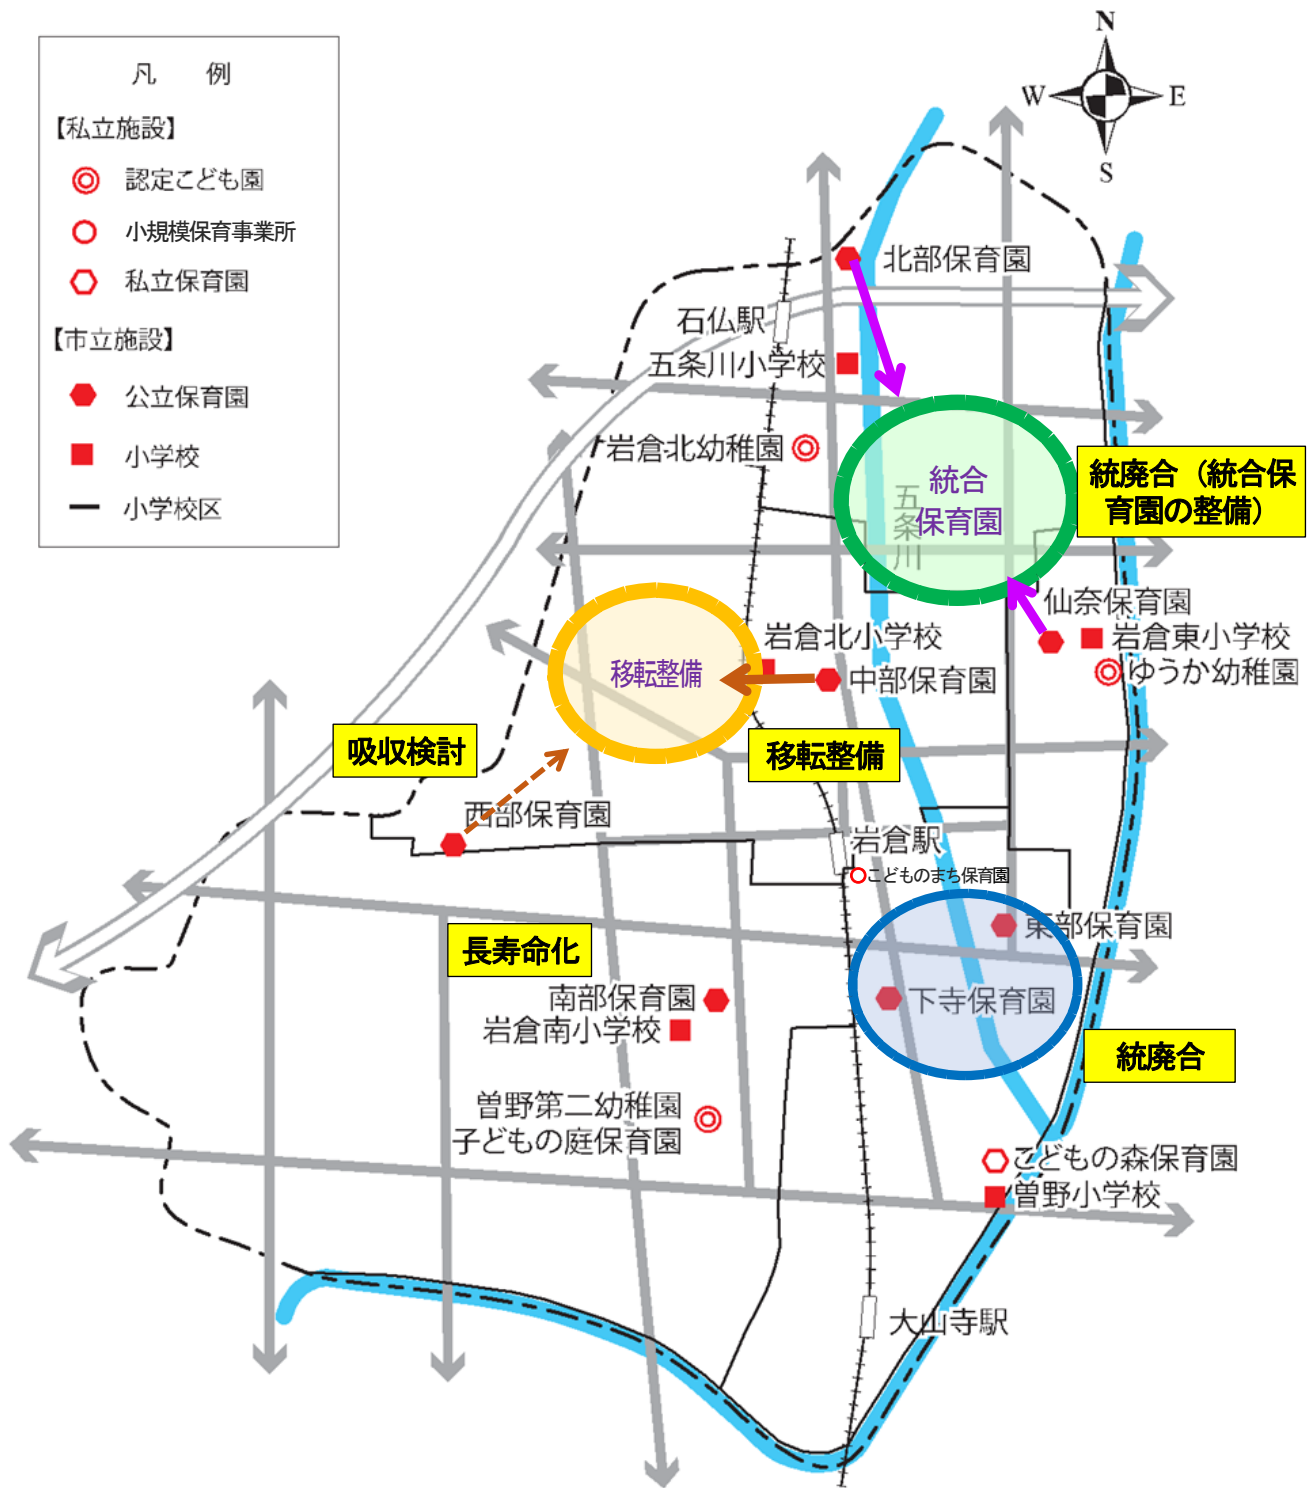 凡　例
【私立施設】
認定こども園
小規模保育事業所
私立保育園
【市立施設】
公立保育園
小学校
小学校区
N
W
E
S
北部保育園
石仏駅
五条川小学校
岩倉北幼稚園
統合
保育園
五条川
統廃合（統合保
育園の整備）
仙奈保育園
岩倉北小学校
岩倉東小学校
ゆうか幼稚園
移転整備
中部保育園
吸収検討
移転整備
西部保育園
岩倉駅
こどものまち保育園
東部保育園
長寿命化
南部保育園
下寺保育園
岩倉南小学校
統廃合
曽野第二幼稚園
子どもの庭保育園
こどもの森保育園
曽野小学校
大山寺駅